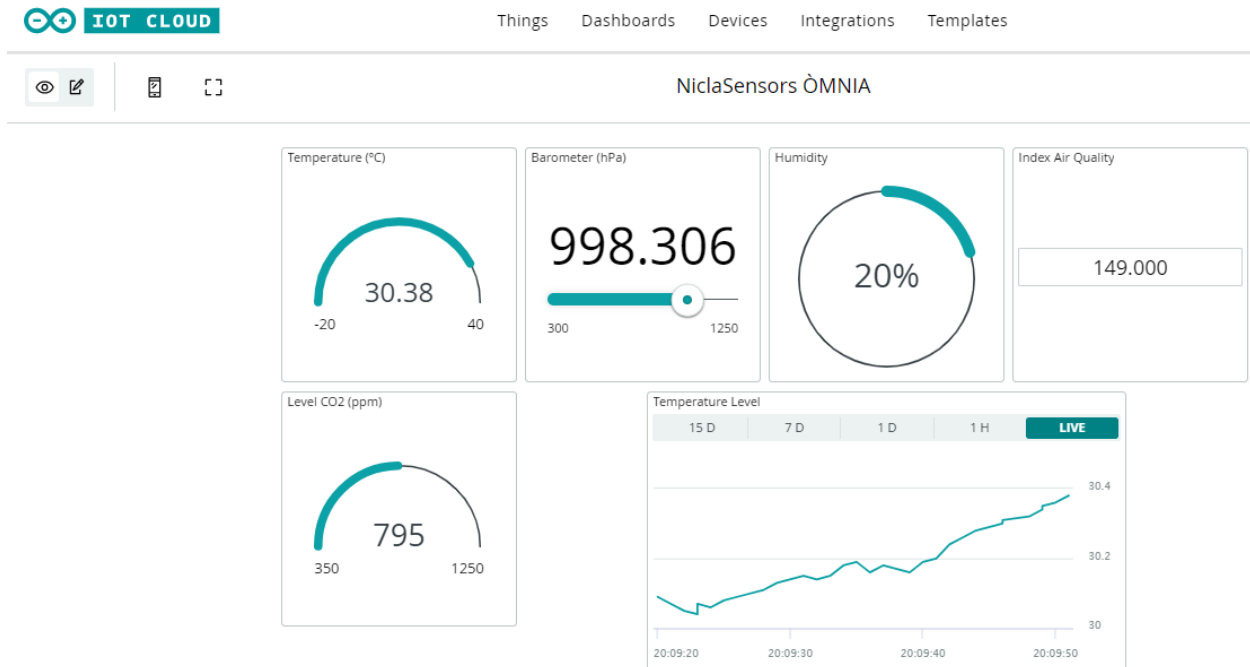 IOT CLOUD
Things Dashboards Devices Integrations Templates
NiclaSensors ÒMNIA
Temperature (ºC)
30.38
-20 40
Barometer (hPa)
998.306
300 1250
Humidity
20%
Index Air Quality
149.000
Level CO2 (ppm)
795
350 1250
Temperature Level
15 D 7 D 1 D 1 H LIVE
30.4
30.2
30
20:09:20 20:09:30 20:09:40 20:09:50